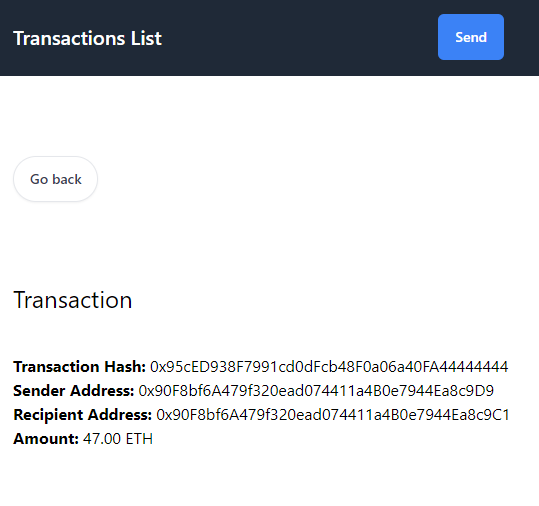 Transactions List
Send
Go back
Transaction
Transaction Hash: 0x95cED938F7991cd0dFcb48F0a06a40FA44444444
Sender Address: 0x90F8bf6A479f320ead074411a4B0e7944Ea8c9D9
Recipient Address: 0x90F8bf6A479f320ead074411a4B0e7944Ea8c9C1
Amount: 47.00 ETH